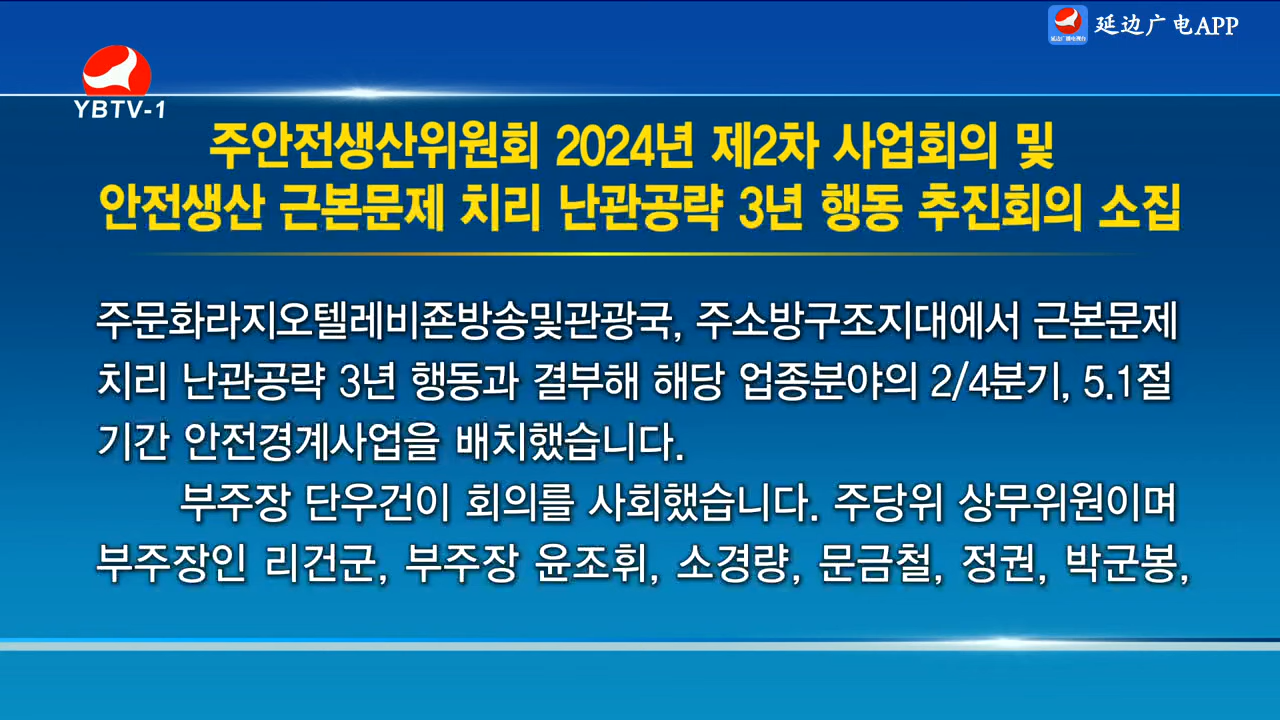 延边广电APP
YBTV-1
주안전생산위원회 2024년 제2차 사업회의 및
안전생산 근본문제 치리 난관공략 3년 행동 추진회의 소집
주문화라지오텔레비죤방송및관광국, 주소방구조지대에서 근본문제
치리 난관공략 3년 행동과 결부해 해당 업종분야의 2/4분기, 5.1절
기간 안전경계사업을 배치했습니다.
부주장 단우건이 회의를 사회했습니다. 주당위 상무위원이며
부주장인 리건군, 부주장 윤조휘, 소경량, 문금철, 정권, 박군봉,